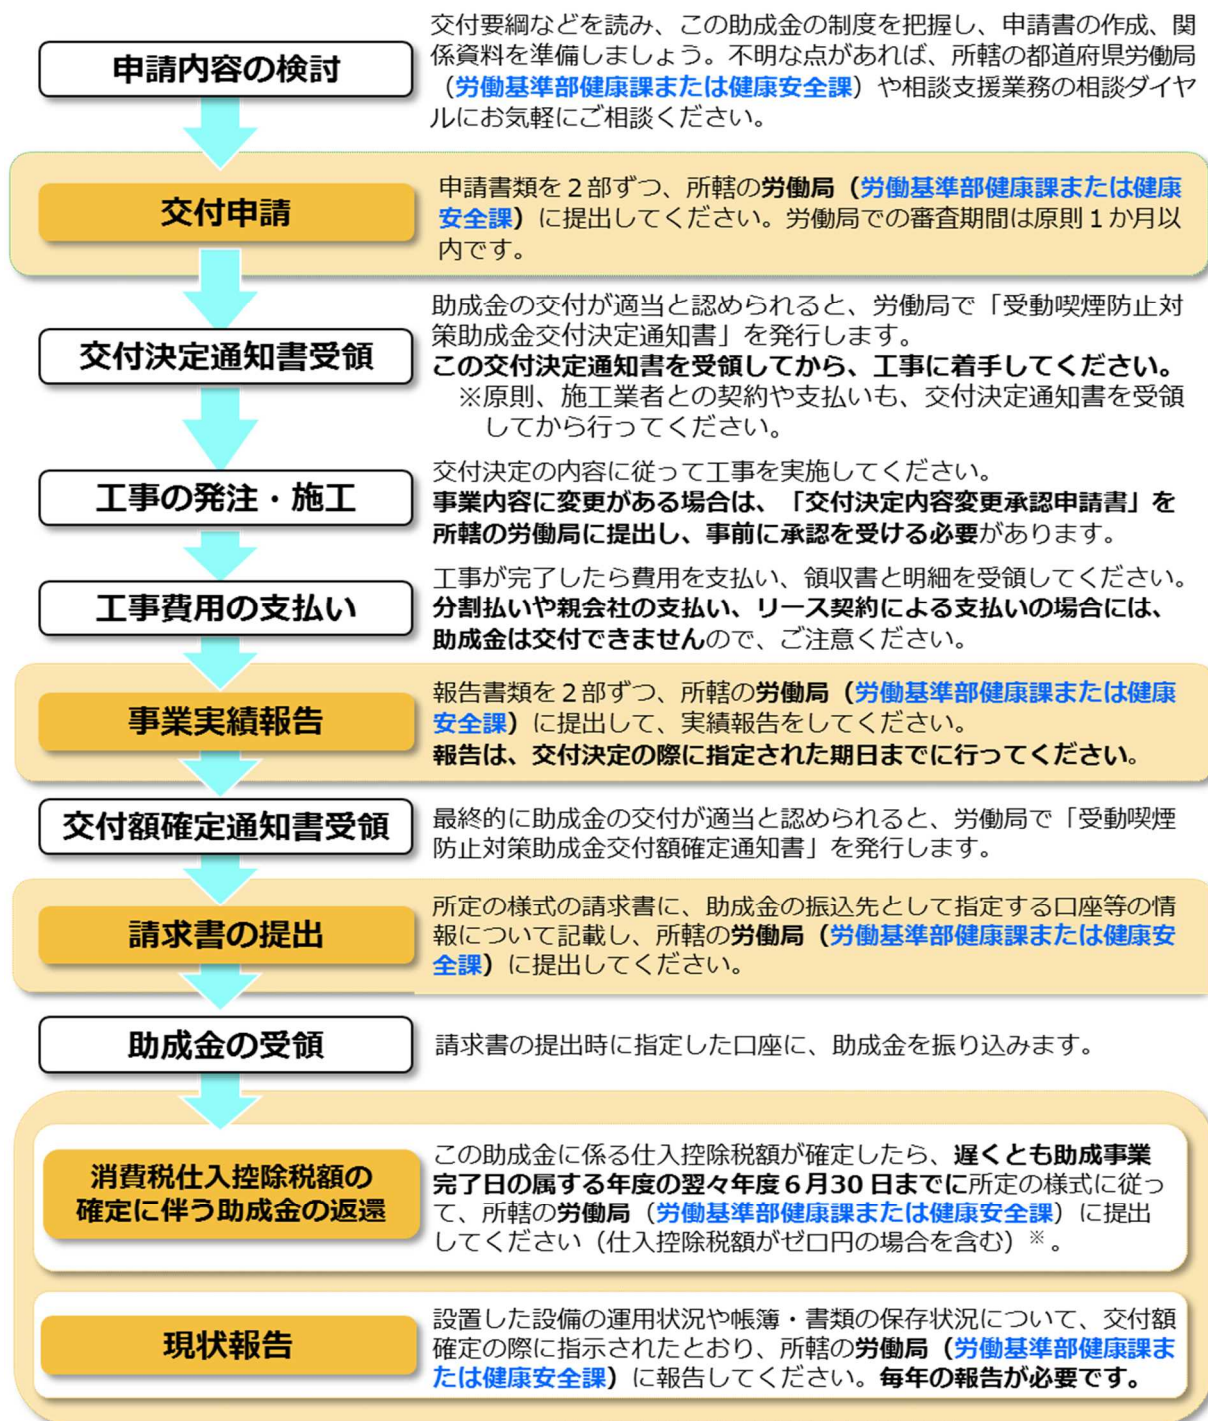 申請内容の検討
交付要綱などを読み、この助成金の制度を把握し、申請書の作成、関
係資料を準備しましょう。不明な点があれば、所轄の都道府県労働局
（労働基準部健康課または健康安全課）や相談支援業務の相談ダイヤ
ルにお気軽にご相談ください。
交付申請
申請書類を２部ずつ、所轄の労働局（労働基準部健康課または健康
安全課）に提出してください。労働局での審査期間は原則１か月以
内です。
交付決定通知書受領
助成金の交付が適当と認められると、労働局で「受動喫煙防止対
策助成金交付決定通知書」を発行します。
この交付決定通知書を受領してから、工事に着手してください。
※原則、施工業者との契約や支払いも、交付決定通知書を受領
してから行ってください。
工事の発注・施工
交付決定の内容に従って工事を実施してください。
事業内容に変更がある場合は、「交付決定内容変更承認申請書」を
所轄の労働局に提出し、事前に承認を受ける必要があります。
工事費用の支払い
工事が完了したら費用を支払い、領収書と明細を受領してください。
分割払いや親会社の支払い、リース契約による支払いの場合には、
助成金は交付できませんので、ご注意ください。
事業実績報告
報告書類を２部ずつ、所轄の労働局（労働基準部健康課または健康
安全課）に提出して、実績報告をしてください。
報告は、交付決定の際に指定された期日までに行ってください。
交付額確定通知書受領
最終的に助成金の交付が適当と認められると、労働局で「受動喫煙
防止対策助成金交付額確定通知書」を発行します。
請求書の提出
所定の様式の請求書に、助成金の振込先として指定する口座等の情
報について記載し、所轄の労働局（労働基準部健康課または健康安
全課）に提出してください。
助成金の受領
請求書の提出時に指定した口座に、助成金を振り込みます。
消費税仕入控除税額の
確定に伴う助成金の返還
この助成金に係る仕入控除税額が確定したら、遅くとも助成事業
完了日の属する年度の翌々年度６月30 日までに所定の様式に従っ
て、所轄の労働局（労働基準部健康課または健康安全課）に提出
してください（仕入控除税額がゼロ円の場合を含む）※。
現状報告
設置した設備の運用状況や帳簿・書類の保存状況について、交付額
確定の際に指示されたとおり、所轄の労働局（労働基準部健康課ま
たは健康安全課）に報告してください。毎年の報告が必要です。